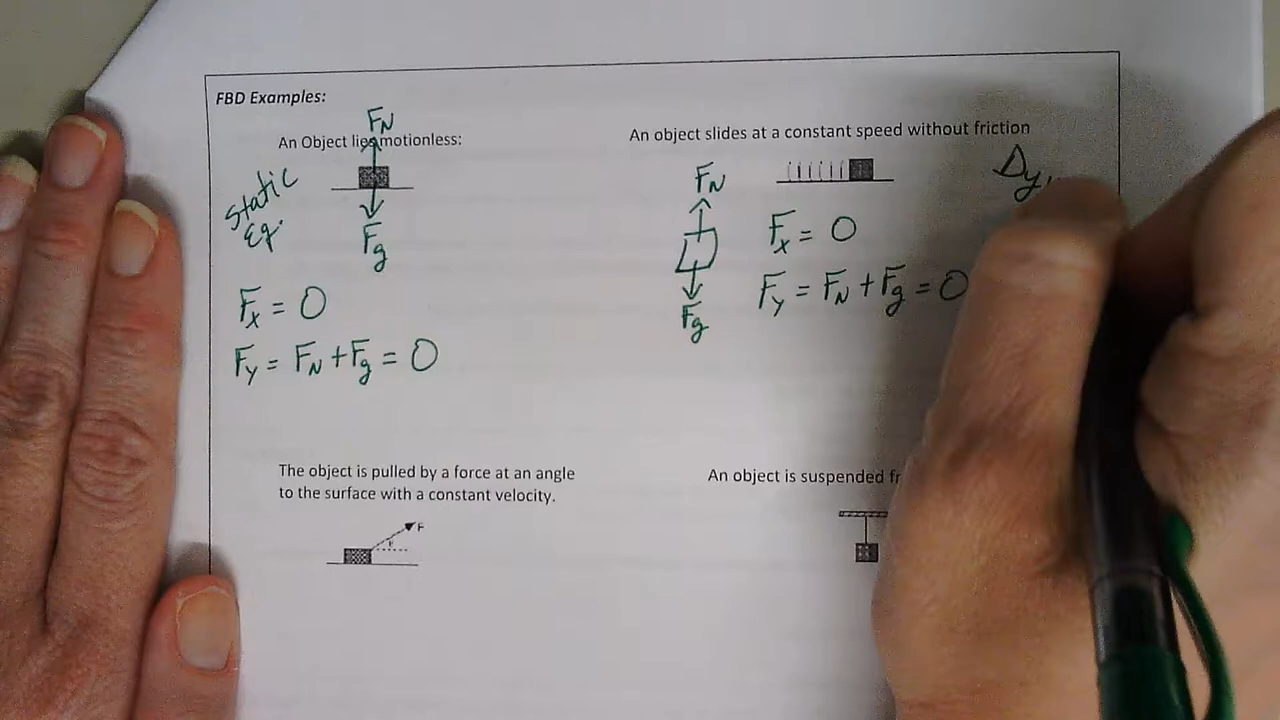 FBD Examples:
An Object lies motionless:
FN
Static
Eq.
Fg
Fx = 0
Fy = FN + Fg = 0
An object slides at a constant speed without friction
FN
Fg
Fx = 0
Fy = FN + Fg = 0
The object is pulled by a force at an angle
to the surface with a constant velocity.
F
An object is suspended